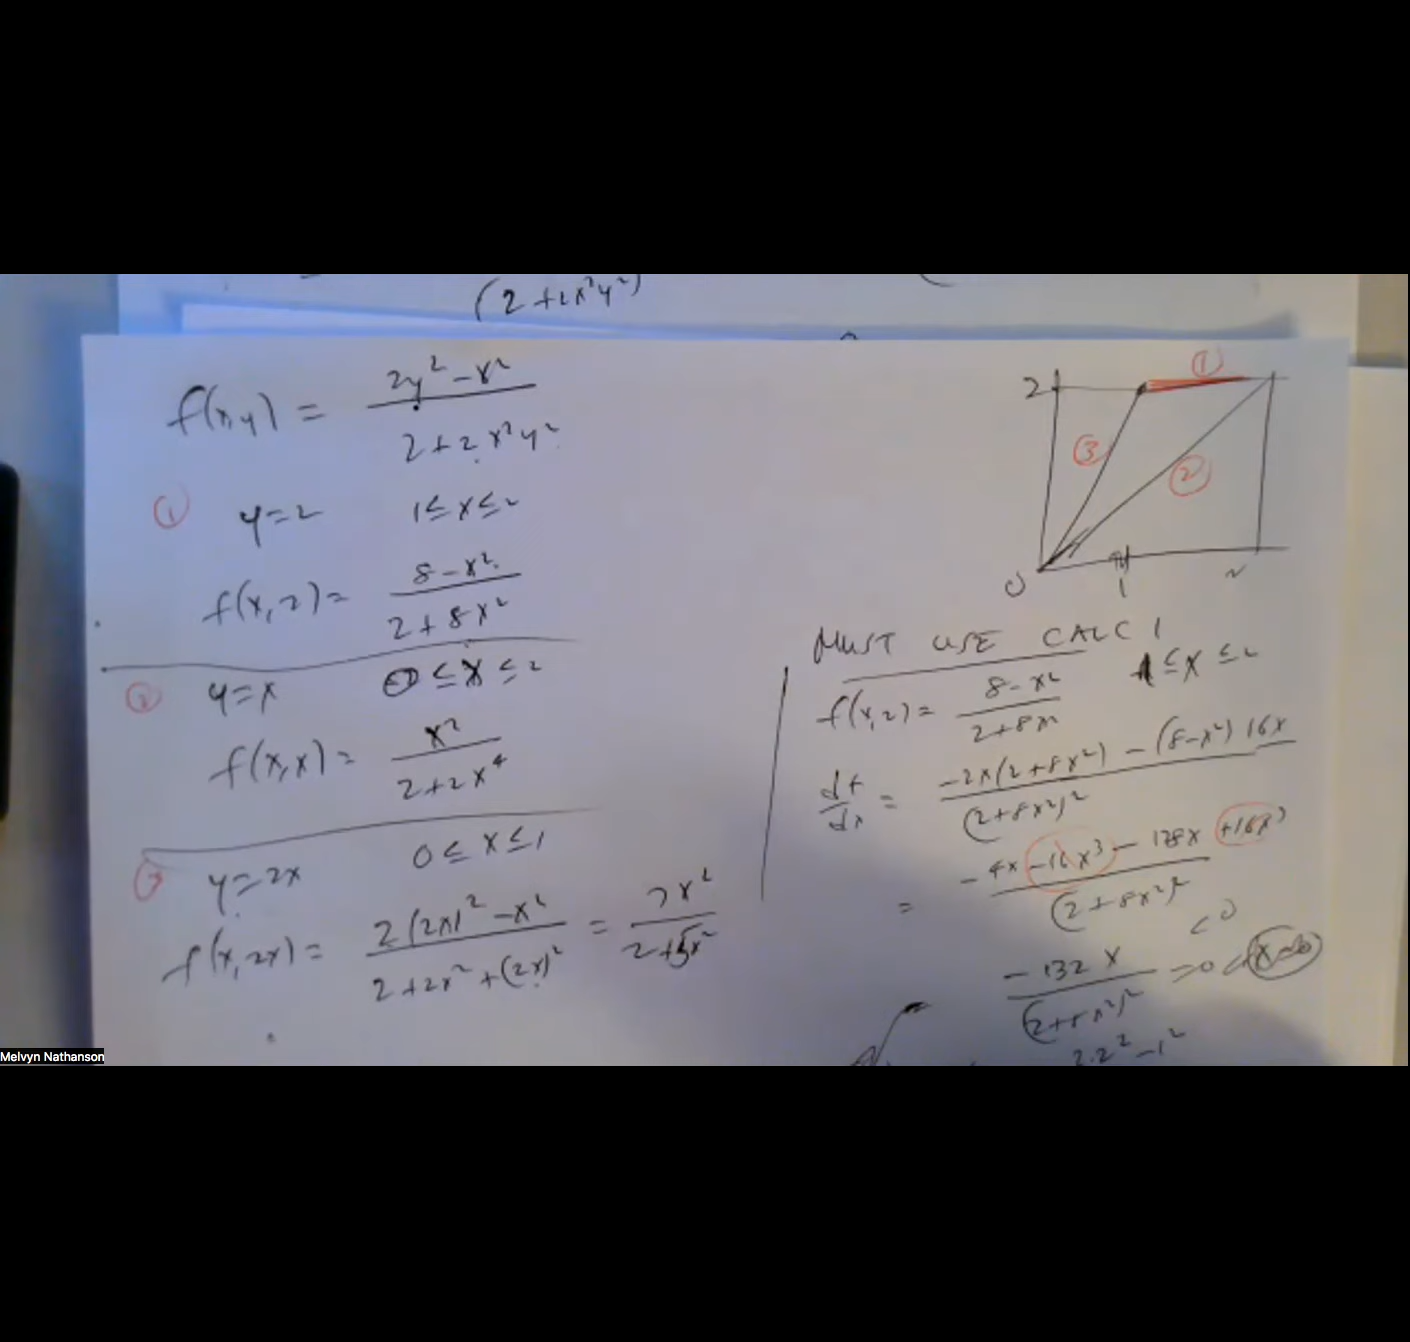 (2 + 2x²y²)
f(x,y) = (2y² - x²) / (2 + 2x²y²)
① y = 2 1 ≤ x ≤ 2
f(x,2) = (8 - x²) / (2 + 8x²)
② y = x 0 ≤ x ≤ 2
f(x,x) = x² / (2 + 2x⁴)
③ y = 2x 0 ≤ x ≤ 1
f(x,2x) = (2(2x)² - x²) / (2 + 2x² + (2x)²) = 7x² / (2 + 5x²)
2 ① ③ ②
0 1 2
MUST USE CALC 1
f(x,2) = (8 - x²) / (2 + 8x²) 1 ≤ x ≤ 2
df/dx = (-2x(2 + 8x²) - (8 - x²) 16x) / (2 + 8x²)²
= (-4x - 16x³ - 128x + 16x³) / (2 + 8x²)²
< 0
-132x / (2 + 8x²)² = 0 x = 0
2·2² - 1²
Melvyn Nathanson